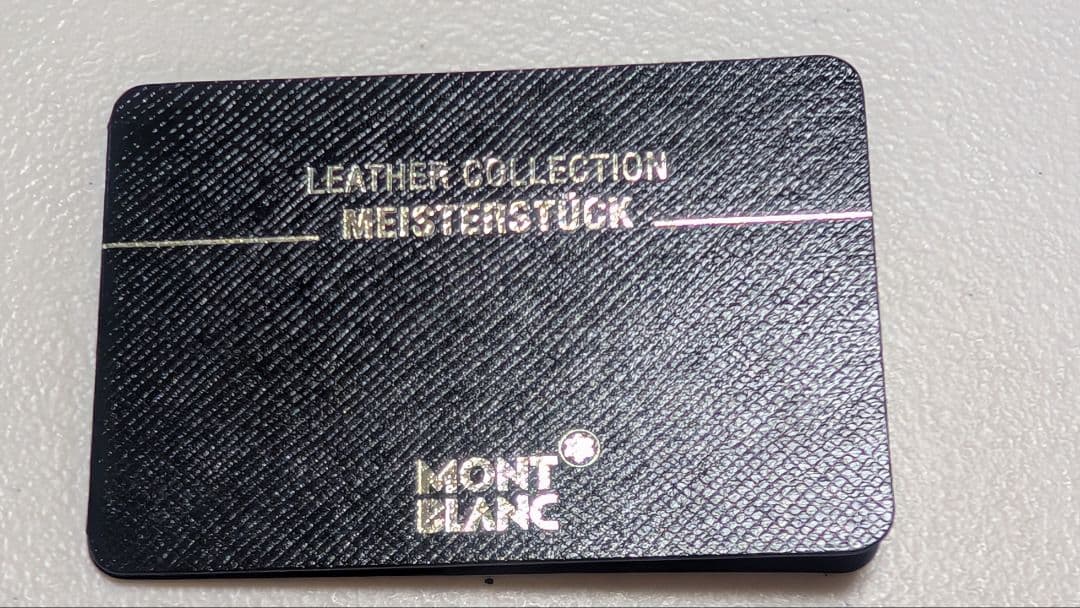 LEATHER COLLECTION
MEISTERSTÜCK
MONT
BLANC